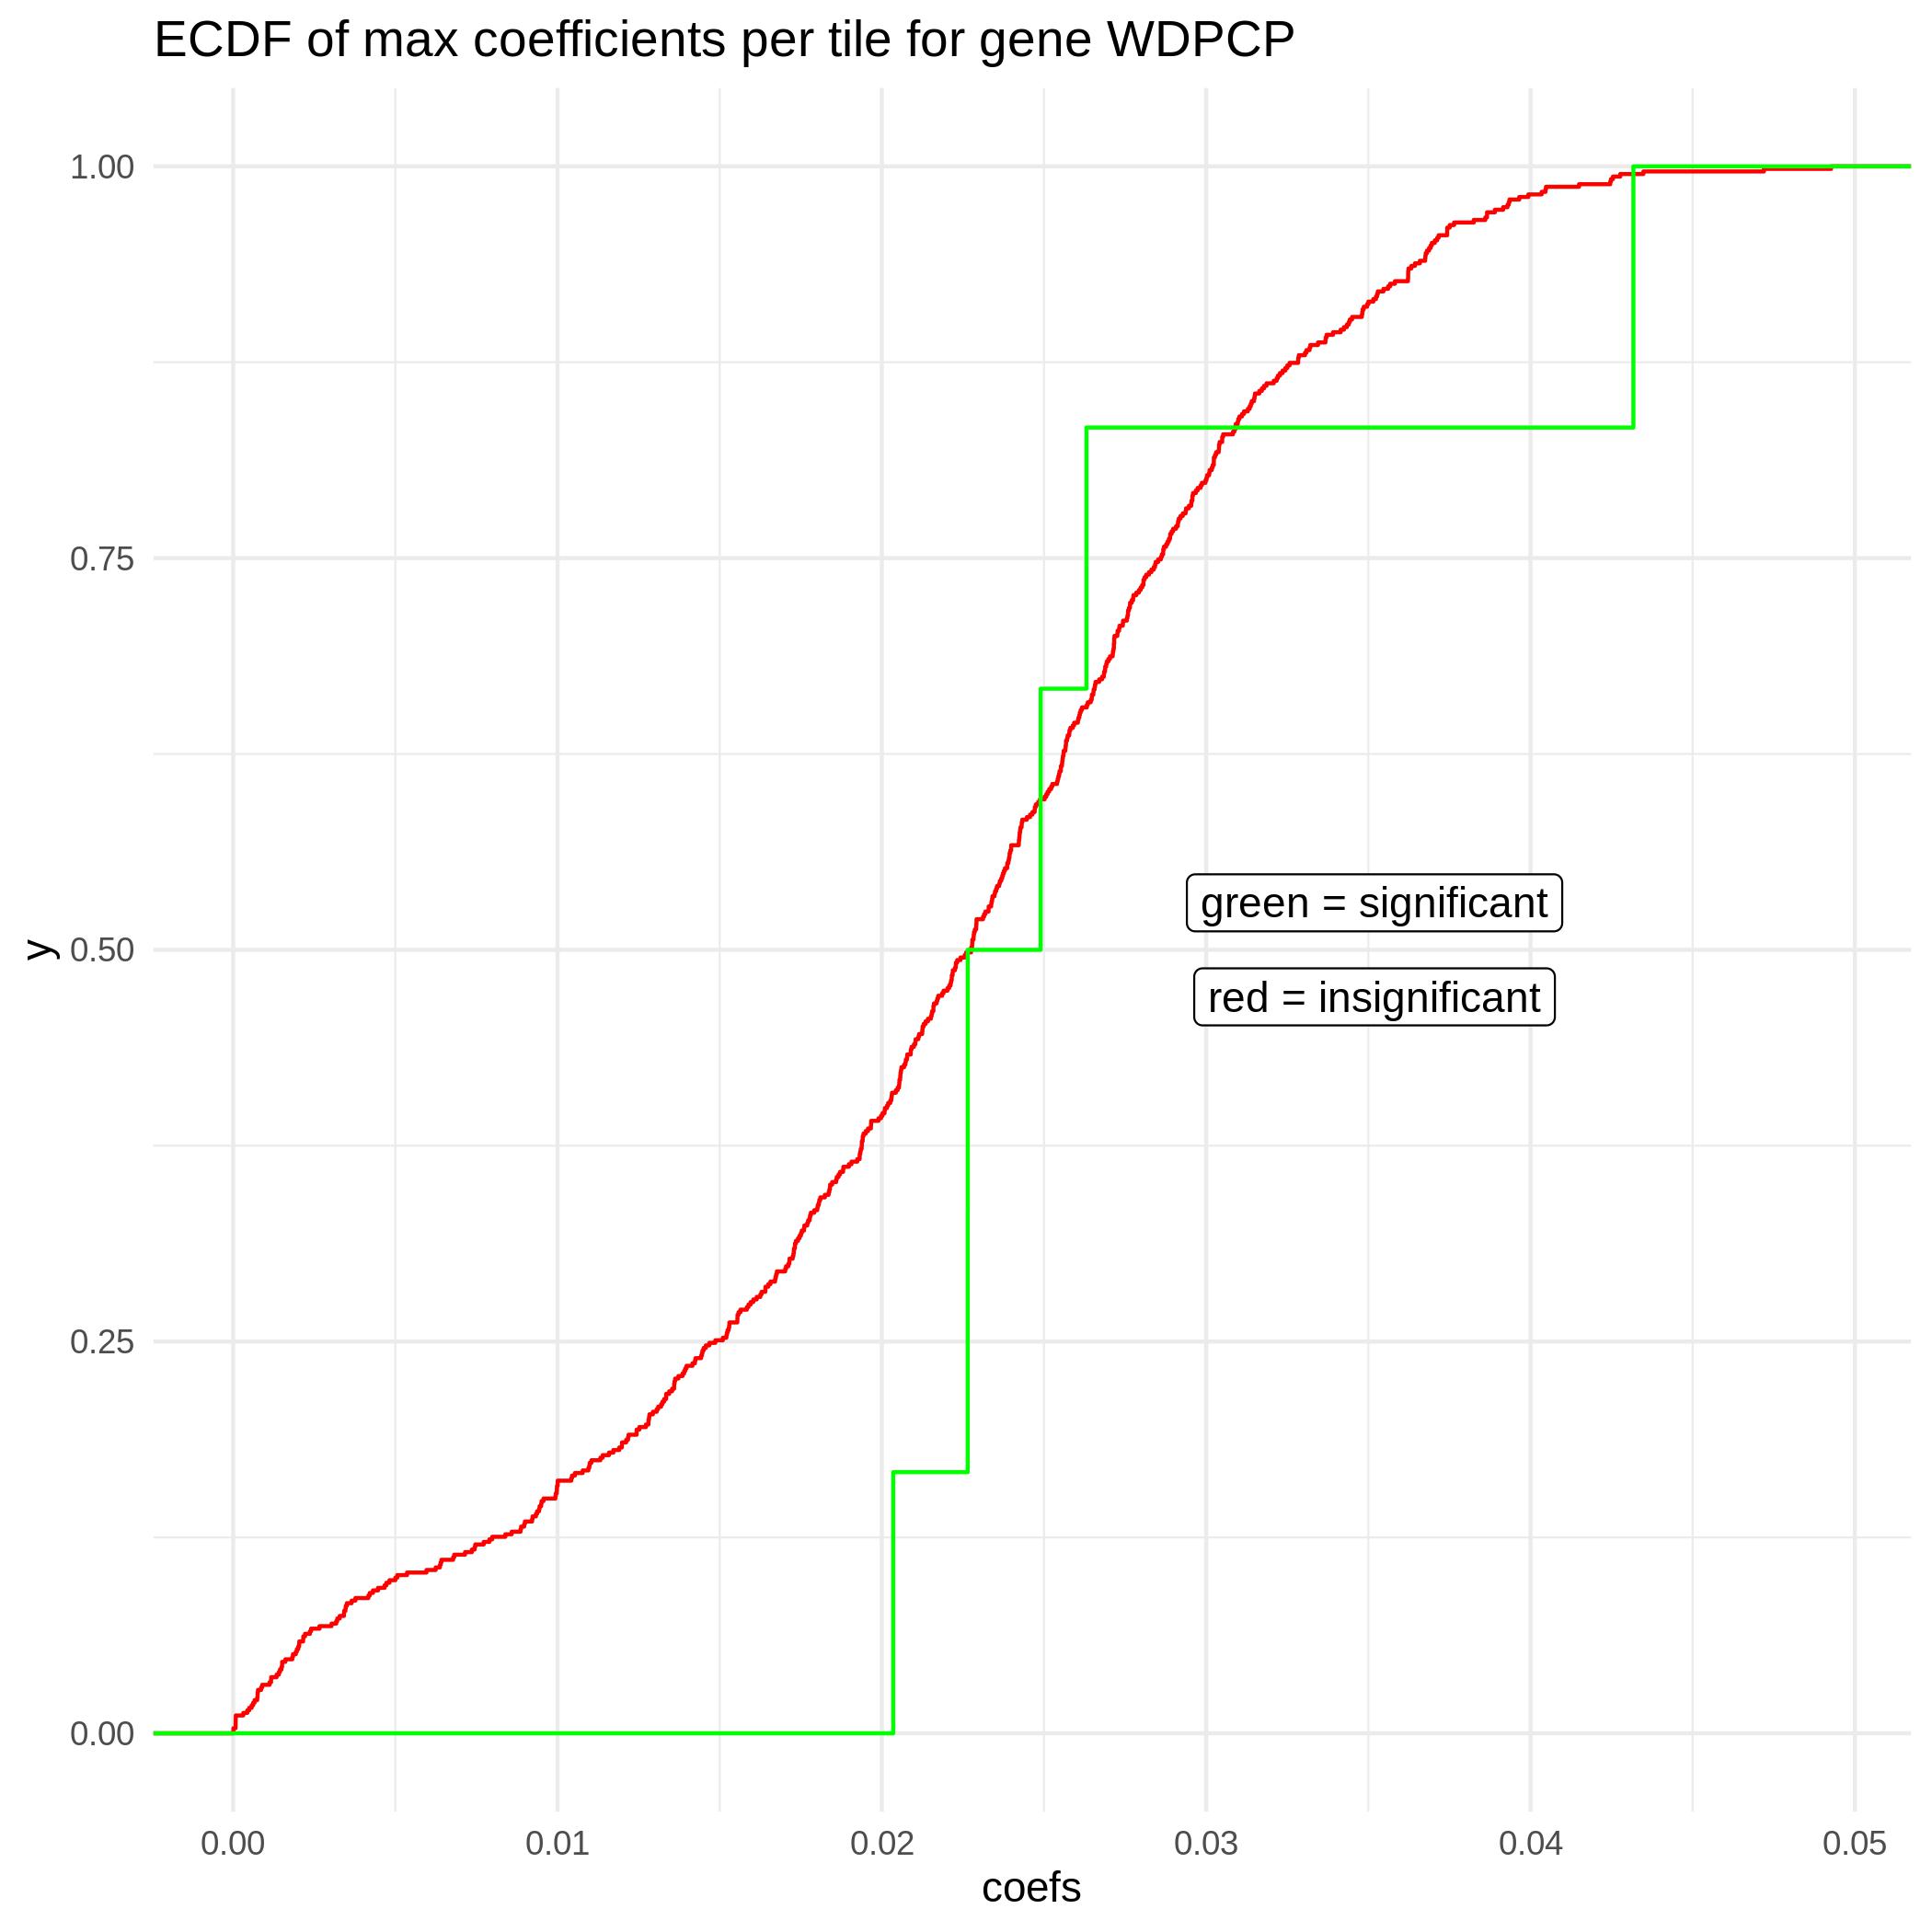 ECDF of max coefficients per tile for gene WDPCP
y
1.00
0.75
0.50
0.25
0.00
green = significant
red = insignificant
0.00 0.01 0.02 0.03 0.04 0.05
coefs